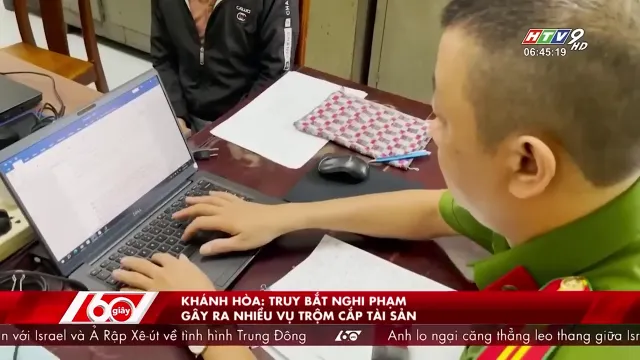 HTV9 HD
06:45:19
CHA
DELL
60 giây
KHÁNH HÒA: TRUY BẮT NGHI PHẠM
GÂY RA NHIỀU VỤ TRỘM CẮP TÀI SẢN
n với Israel và Ả Rập Xê-út về tình hình Trung Đông
Anh lo ngại căng thẳng leo thang giữa Isr